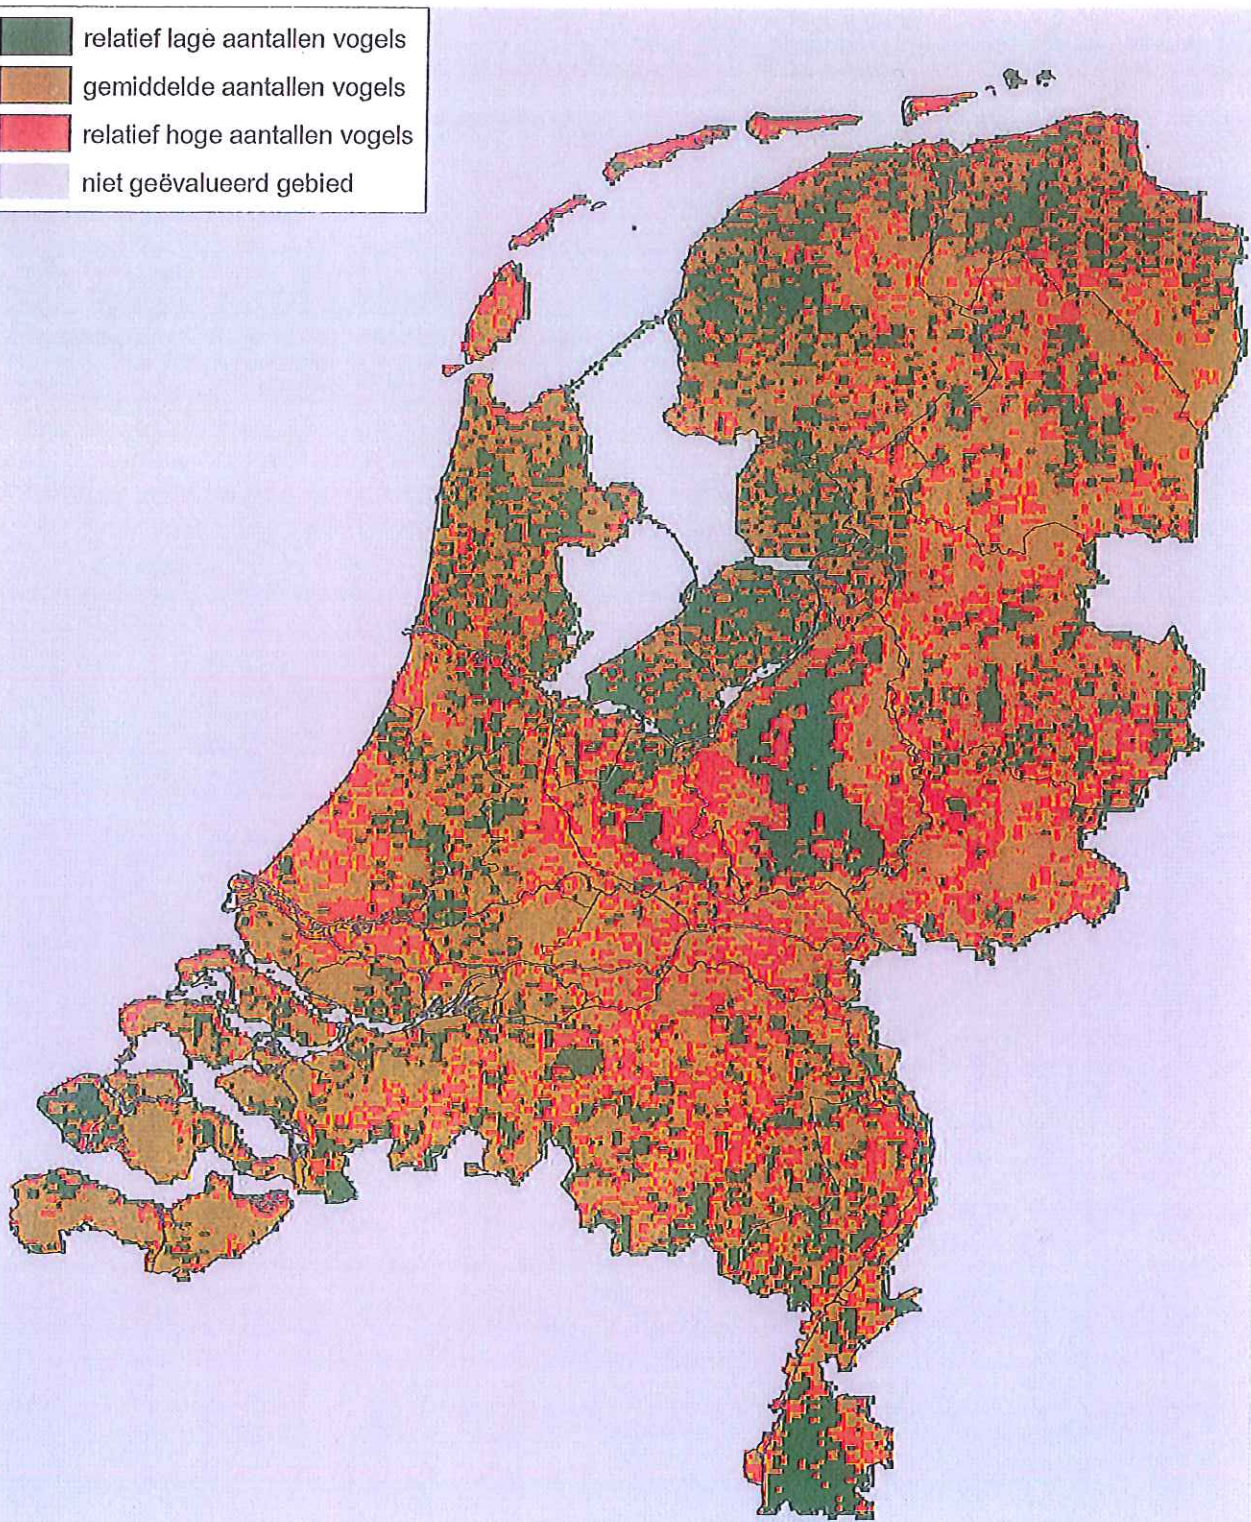 relatief lage aantallen vogels
gemiddelde aantallen vogels
relatief hoge aantallen vogels
niet geëvalueerd gebied